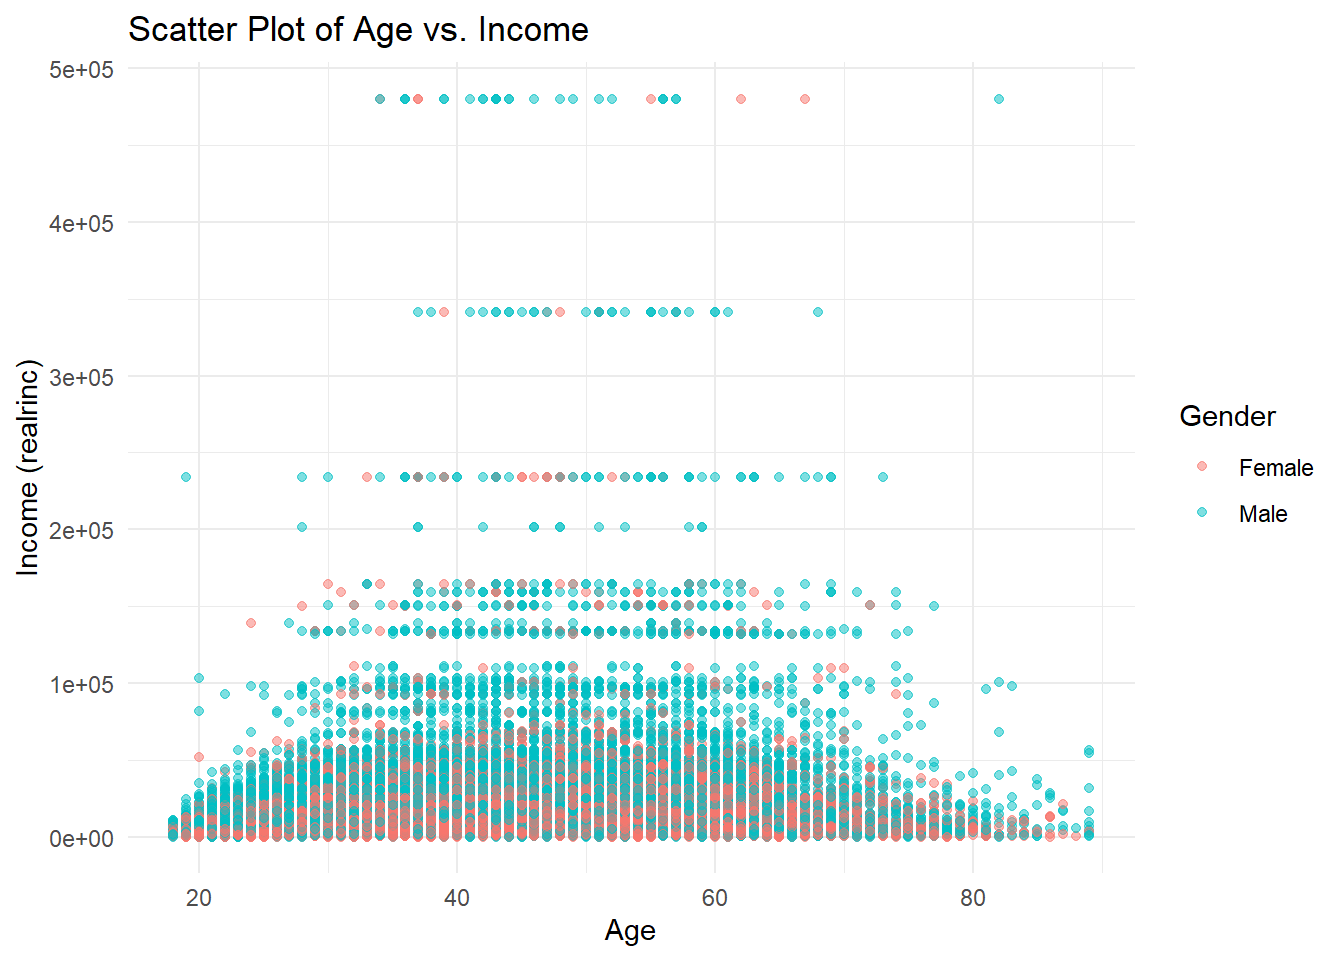 Scatter Plot of Age vs. Income
5e+05
4e+05
3e+05
2e+05
1e+05
0e+00
Income (realrinc)
20 40 60 80
Age
Gender
Female
Male